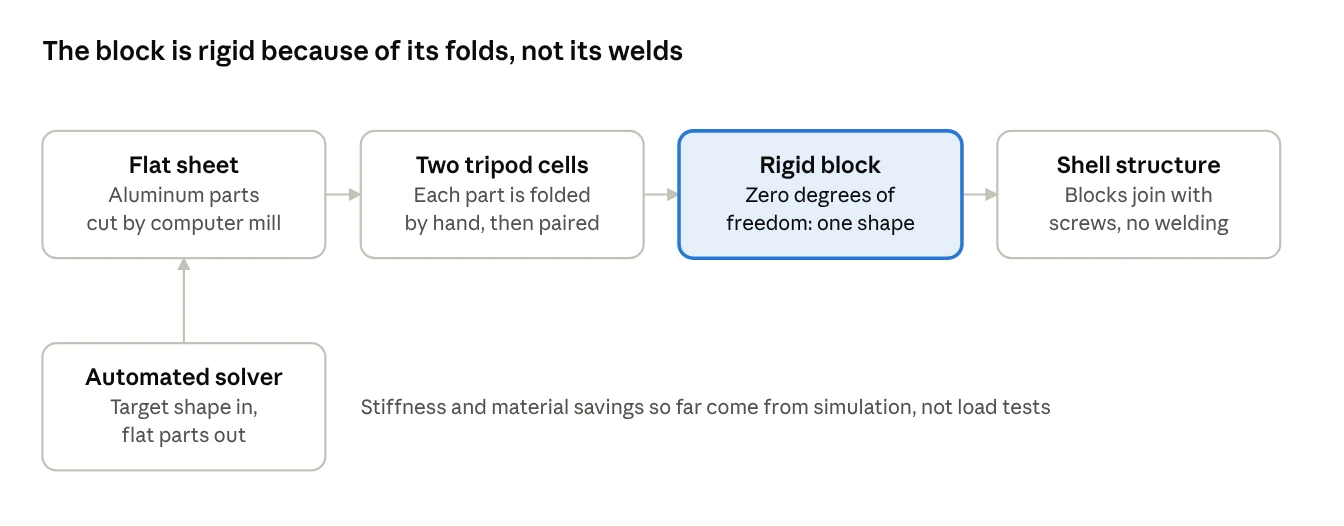 The block is rigid because of its folds, not its welds
Flat sheet
Aluminum parts
cut by computer mill
Two tripod cells
Each part is folded
by hand, then paired
Rigid block
Zero degrees of
freedom: one shape
Shell structure
Blocks join with
screws, no welding
Automated solver
Target shape in,
flat parts out
Stiffness and material savings so far come from simulation, not load tests